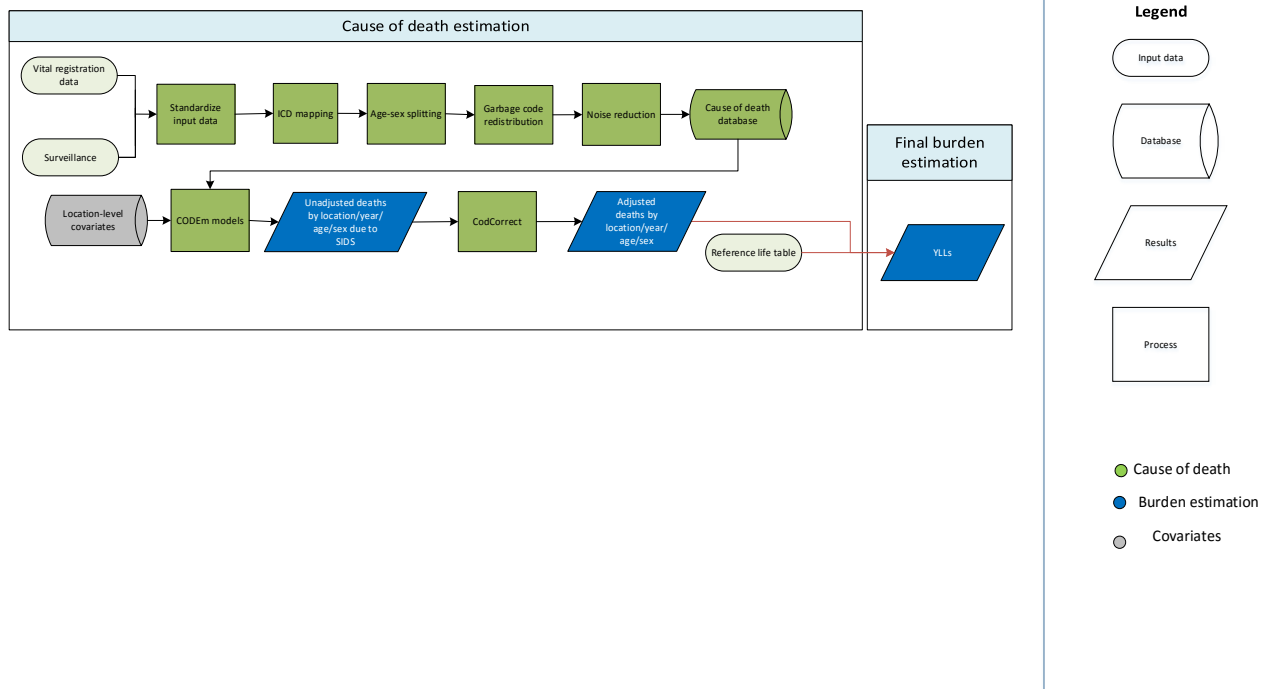 Cause of death estimation
Vital registration
data
Surveillance
Standardize
input data
ICD mapping
Age-sex splitting
Garbage code
redistribution
Noise reduction
Cause of death
database
Location-level
covariates
CODEm models
Unadjusted deaths
by location/year/
age/sex due to
SIDS
CodCorrect
Adjusted
deaths by
location/year/
age/sex
Reference life table
Final burden
estimation
YLLs
Legend
Input data
Database
Results
Process
Cause of death
Burden estimation
Covariates